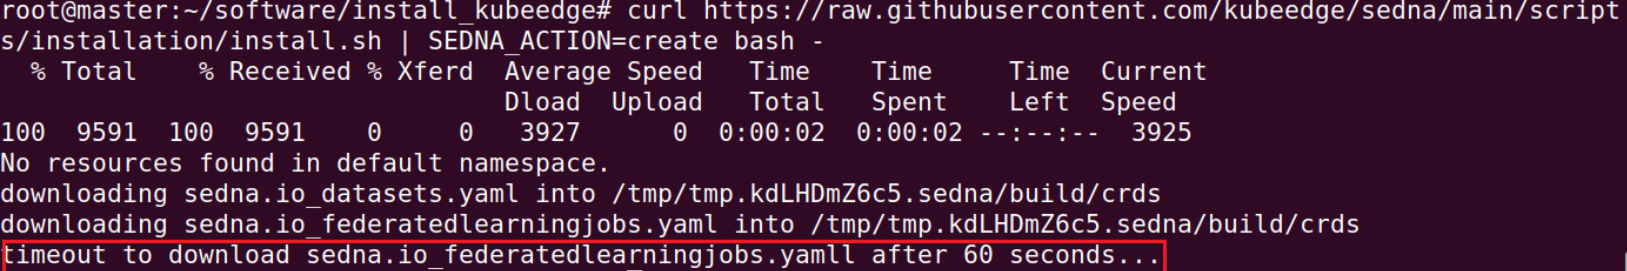 root@master:~/software/install_kubeedge# curl https://raw.githubusercontent.com/kubeedge/sedna/main/script
s/installation/install.sh | SEDNA_ACTION=create bash -
% Total % Received % Xferd Average Speed Time Time Time Current
Dload Upload Total Spent Left Speed
100 9591 100 9591 0 0 3927 0 0:00:02 0:00:02 --:--:-- 3925
No resources found in default namespace.
downloading sedna.io_datasets.yaml into /tmp/tmp.kdLHDmZ6c5.sedna/build/crds
downloading sedna.io_federatedlearningjobs.yaml into /tmp/tmp.kdLHDmZ6c5.sedna/build/crds
timeout to download sedna.io_federatedlearningjobs.yamll after 60 seconds...